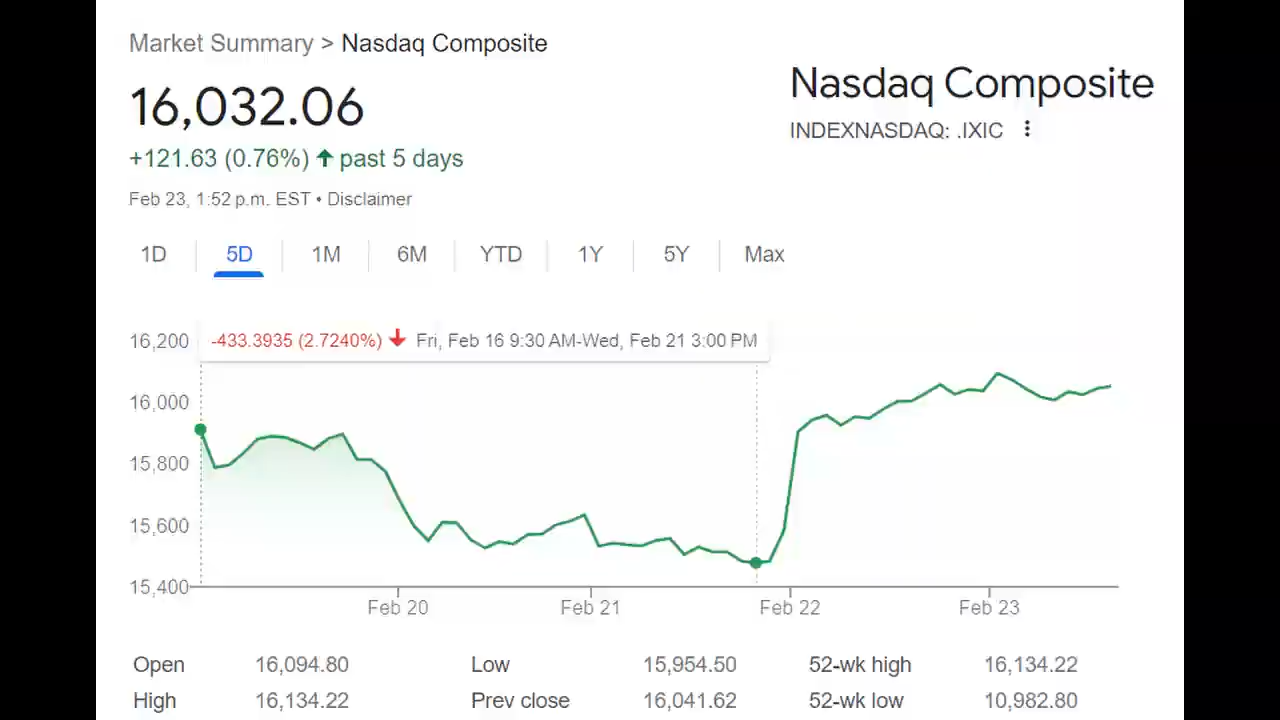 Market Summary > Nasdaq Composite
16,032.06
Nasdaq Composite
+121.63 (0.76%) ↑ past 5 days
INDEXNASDAQ: .IXIC ⋮
Feb 23, 1:52 p.m. EST • Disclaimer
1D 5D 1M 6M YTD 1Y 5Y Max
16,200
-433.3935 (2.7240%) ↓ Fri, Feb 16 9:30 AM-Wed, Feb 21 3:00 PM
16,000
15,800
15,600
15,400
Feb 20 Feb 21 Feb 22 Feb 23
Open 16,094.80 Low 15,954.50 52-wk high 16,134.22
High 16,134.22 Prev close 16,041.62 52-wk low 10,982.80